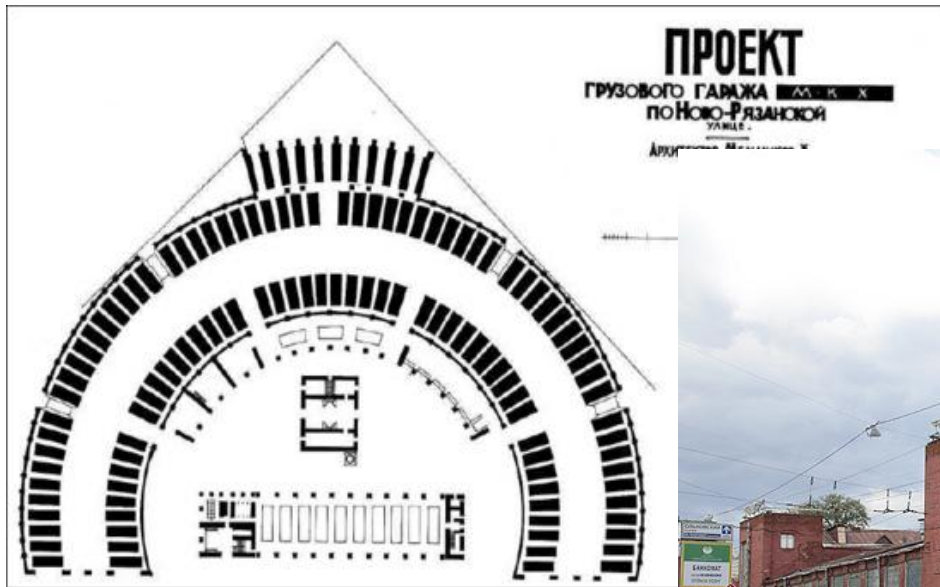 ПРОЕКТ
ГРУЗОВОГО ГАРАЖА М·К Х
ПО НОВО-РЯЗАНСКОЙ
УЛИЦЕ.
БАНКОМАТ